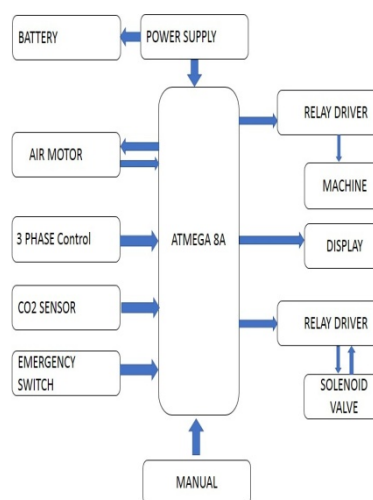 BATTERY
POWER SUPPLY
RELAY DRIVER
AIR MOTOR
MACHINE
3 PHASE Control
ATMEGA 8A
DISPLAY
CO2 SENSOR
RELAY DRIVER
EMERGENCY
SWITCH
SOLENOID
VALVE
MANUAL